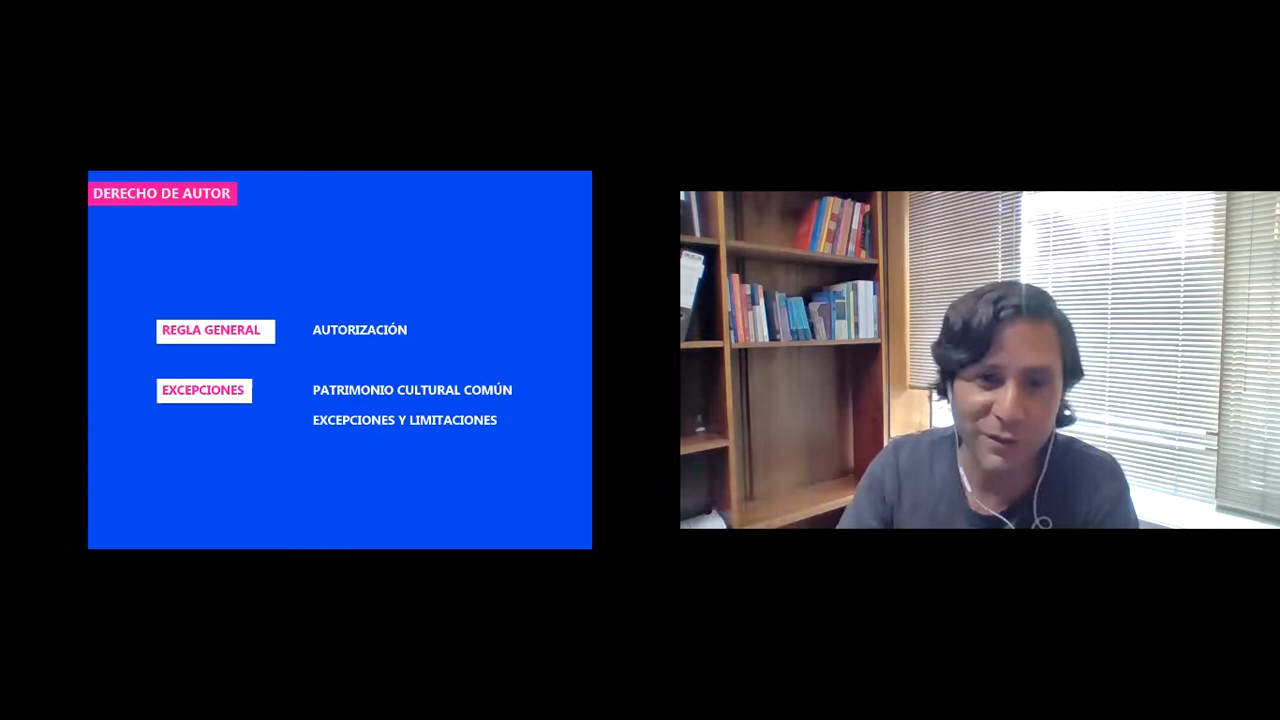 DERECHO DE AUTOR
REGLA GENERAL AUTORIZACIÓN
EXCEPCIONES PATRIMONIO CULTURAL COMÚN
EXCEPCIONES Y LIMITACIONES